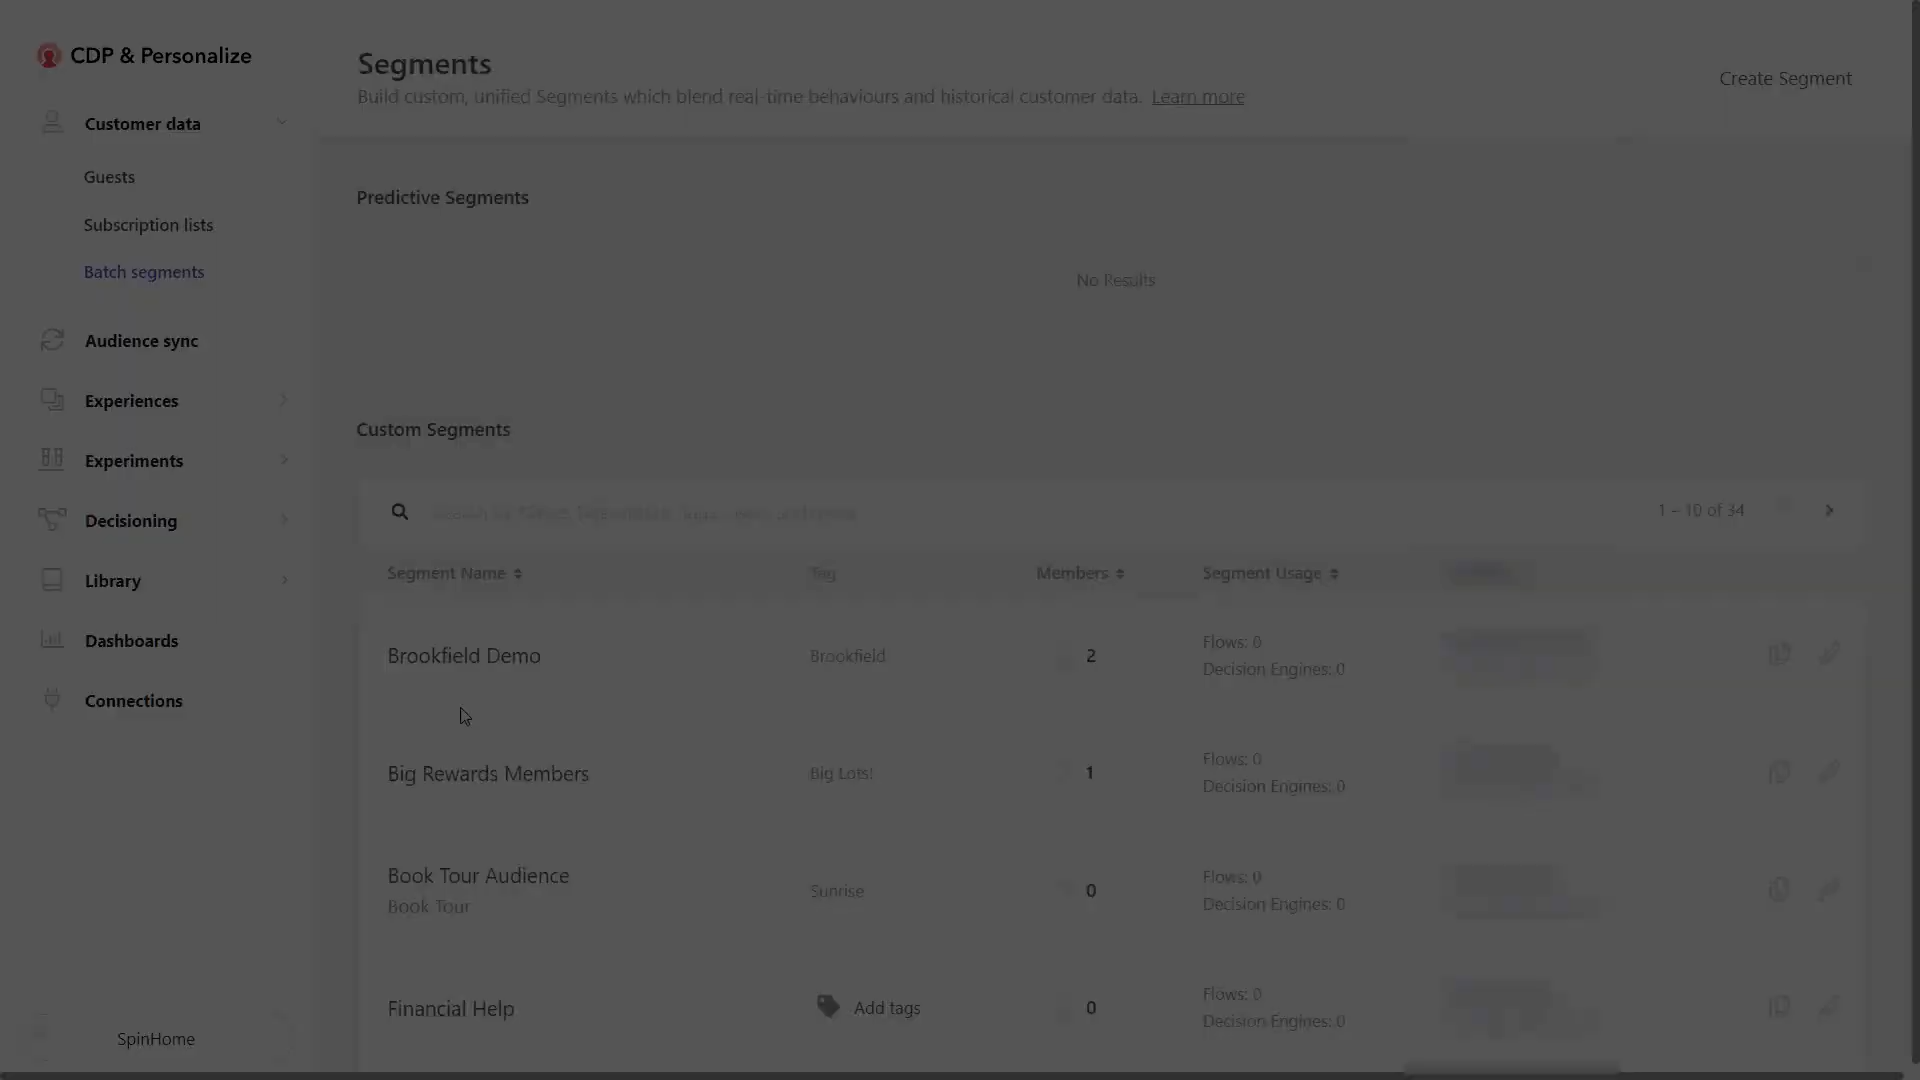 CDP & Personalize
Customer data
Guests
Subscription lists
Batch segments
Audience sync
Experiences
Experiments
Decisioning
Library
Dashboards
Connections
SpinHome
Segments
Build custom, unified Segments which blend real-time behaviours and historical customer data. Learn more
Create Segment
Predictive Segments
No Results
Custom Segments
1 – 10 of 34
Segment Name Tag Members Segment Usage
Brookfield Demo Brookfield 2 Flows: 0
Decision Engines: 0
Big Rewards Members Big Lots! 1 Flows: 0
Decision Engines: 0
Book Tour Audience Sunrise 0 Flows: 0
Book Tour Decision Engines: 0
Financial Help Add tags 0 Flows: 0
Decision Engines: 0